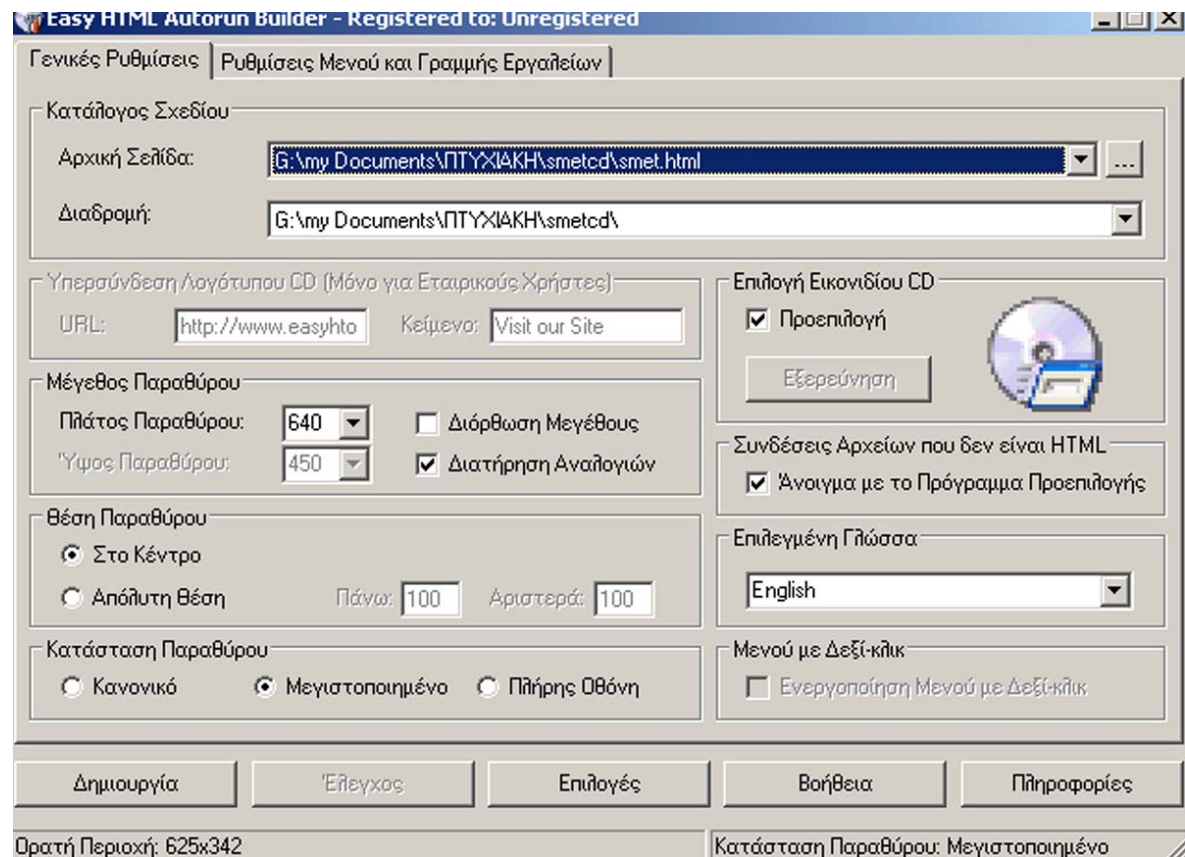 Easy HTML Autorun Builder - Registered to: Unregistered
Γενικές Ρυθμίσεις
Ρυθμίσεις Μενού και Γραμμής Εργαλείων
Κατάλογος Σχεδίου
Αρχική Σελίδα:
G:\my Documents\ΠΤΥΧΙΑΚΗ\smetcd\smet.html
...
Διαδρομή:
G:\my Documents\ΠΤΥΧΙΑΚΗ\smetcd\
Υπερσύνδεση Λογότυπου CD (Μόνο για Εταιρικούς Χρήστες)
URL: http://www.easyhto Κείμενο: Visit our Site
Επιλογή Εικονιδίου CD
Προεπιλογή
Εξερεύνηση
Μέγεθος Παραθύρου
Πλάτος Παραθύρου: 640 Διόρθωση Μεγέθους
Ύψος Παραθύρου: 450 Διατήρηση Αναλογιών
Συνδέσεις Αρχείων που δεν είναι HTML
Άνοιγμα με το Πρόγραμμα Προεπιλογής
Θέση Παραθύρου
Στο Κέντρο
Απόλυτη Θέση Πάνω: 100 Αριστερά: 100
Επιλεγμένη Γλώσσα
English
Κατάσταση Παραθύρου
Κανονικό Μεγιστοποιημένο Πλήρης Οθόνη
Μενού με Δεξί-κλικ
Ενεργοποίηση Μενού με Δεξί-κλικ
Δημιουργία Έλεγχος Επιλογές Βοήθεια Πληροφορίες
Ορατή Περιοχή: 625x342 Κατάσταση Παραθύρου: Μεγιστοποιημένο